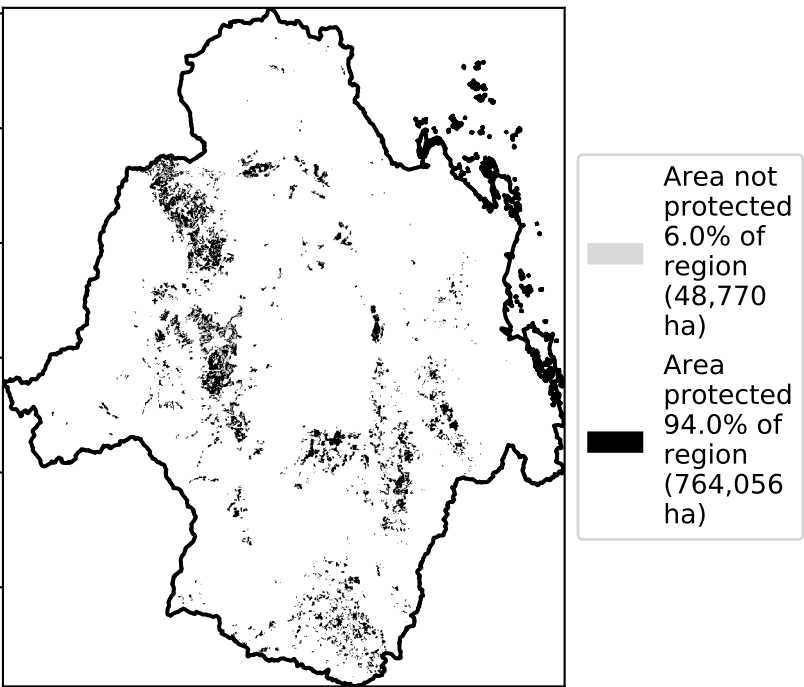 Area not
protected
6.0% of
region
(48,770
ha)
Area
protected
94.0% of
region
(764,056
ha)